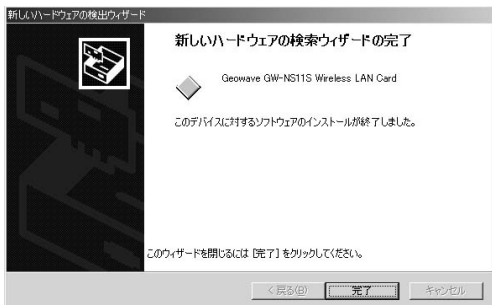 新しいハードウェアの検出ウィザード
新しいハードウェアの検索ウィザードの完了
Geowave GW-NS11S Wireless LAN Card
このデバイスに対するソフトウェアのインストールが終了しました。
このウィザードを閉じるには [完了] をクリックしてください。
< 戻る(B)
完了
キャンセル